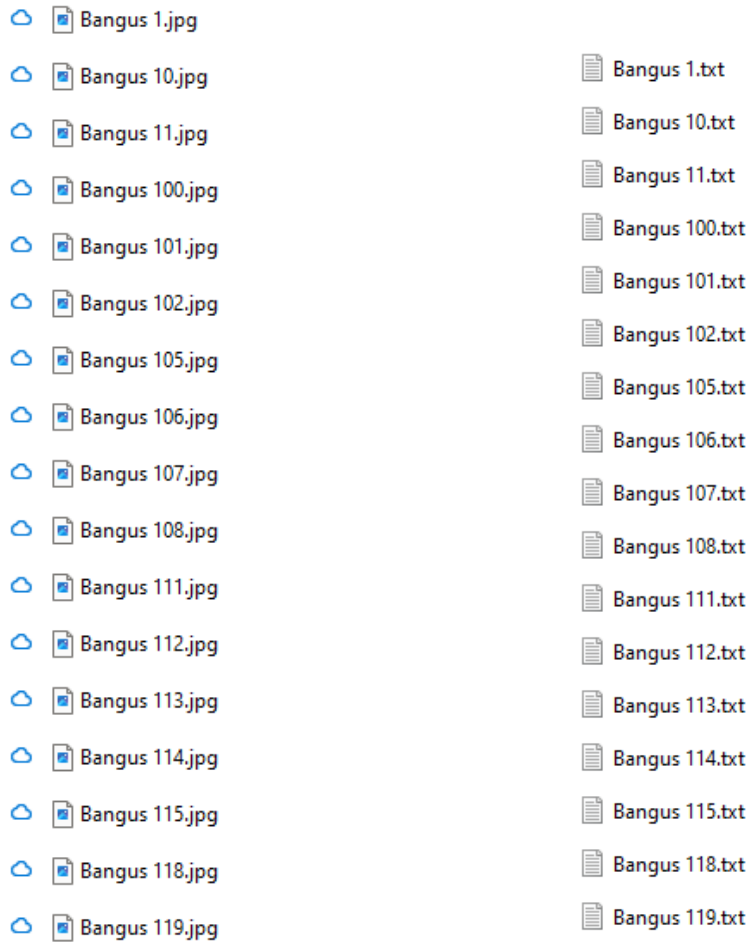 Bangus 1.jpg
Bangus 10.jpg
Bangus 11.jpg
Bangus 100.jpg
Bangus 101.jpg
Bangus 102.jpg
Bangus 105.jpg
Bangus 106.jpg
Bangus 107.jpg
Bangus 108.jpg
Bangus 111.jpg
Bangus 112.jpg
Bangus 113.jpg
Bangus 114.jpg
Bangus 115.jpg
Bangus 118.jpg
Bangus 119.jpg
Bangus 1.txt
Bangus 10.txt
Bangus 11.txt
Bangus 100.txt
Bangus 101.txt
Bangus 102.txt
Bangus 105.txt
Bangus 106.txt
Bangus 107.txt
Bangus 108.txt
Bangus 111.txt
Bangus 112.txt
Bangus 113.txt
Bangus 114.txt
Bangus 115.txt
Bangus 118.txt
Bangus 119.txt